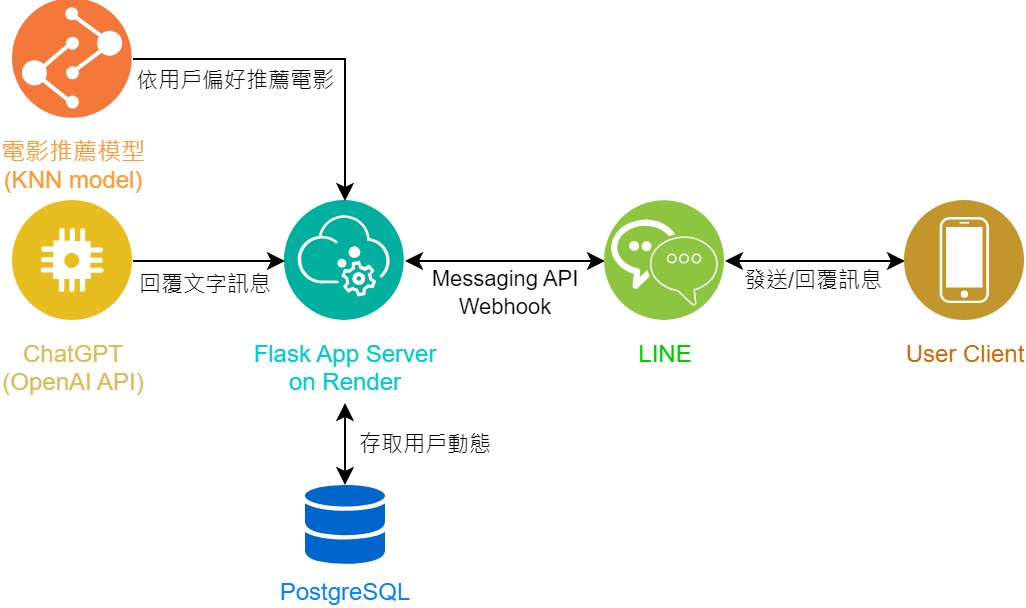 依用戶偏好推薦電影
電影推薦模型
(KNN model)
回覆文字訊息
Messaging API
Webhook
發送/回覆訊息
ChatGPT
(OpenAI API)
Flask App Server
on Render
LINE
User Client
存取用戶動態
PostgreSQL